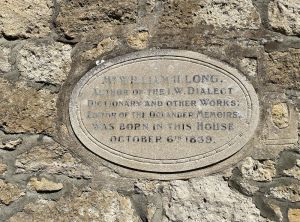 Mr. W. H. LONG.
AUTHOR OF THE I.W. DIALECT
DICTIONARY AND OTHER WORKS:
EDITOR OF THE OGLANDER MEMOIRS,
WAS BORN IN THIS HOUSE
OCTOBER 6TH 1839.